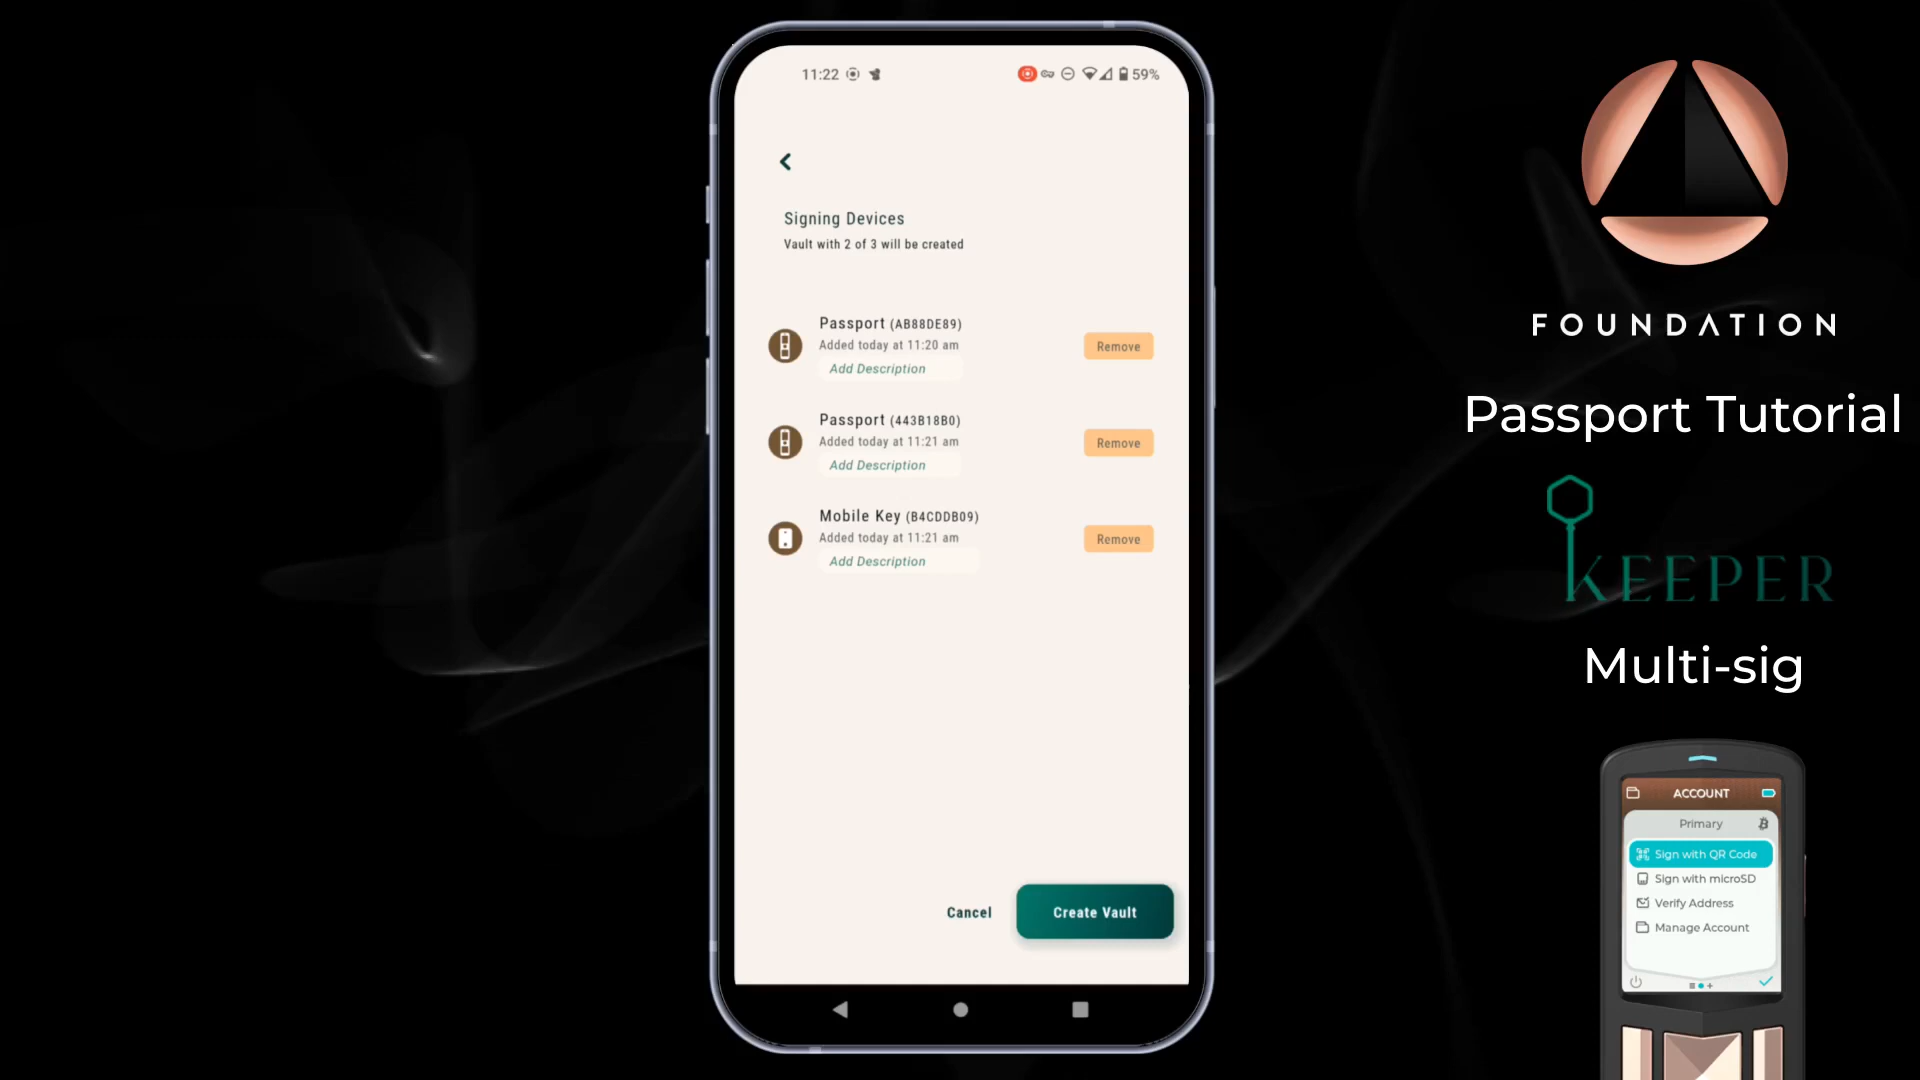 11:22
59%
Signing Devices
Vault with 2 of 3 will be created
Passport (AB88DE89)
Added today at 11:20 am
Add Description
Remove
Passport (443B18B0)
Added today at 11:21 am
Add Description
Remove
Mobile Key (B4CDDB09)
Added today at 11:21 am
Add Description
Remove
Cancel
Create Vault
FOUNDATION
Passport Tutorial
KEEPER
Multi-sig
ACCOUNT
Primary
Sign with QR Code
Sign with microSD
Verify Address
Manage Account